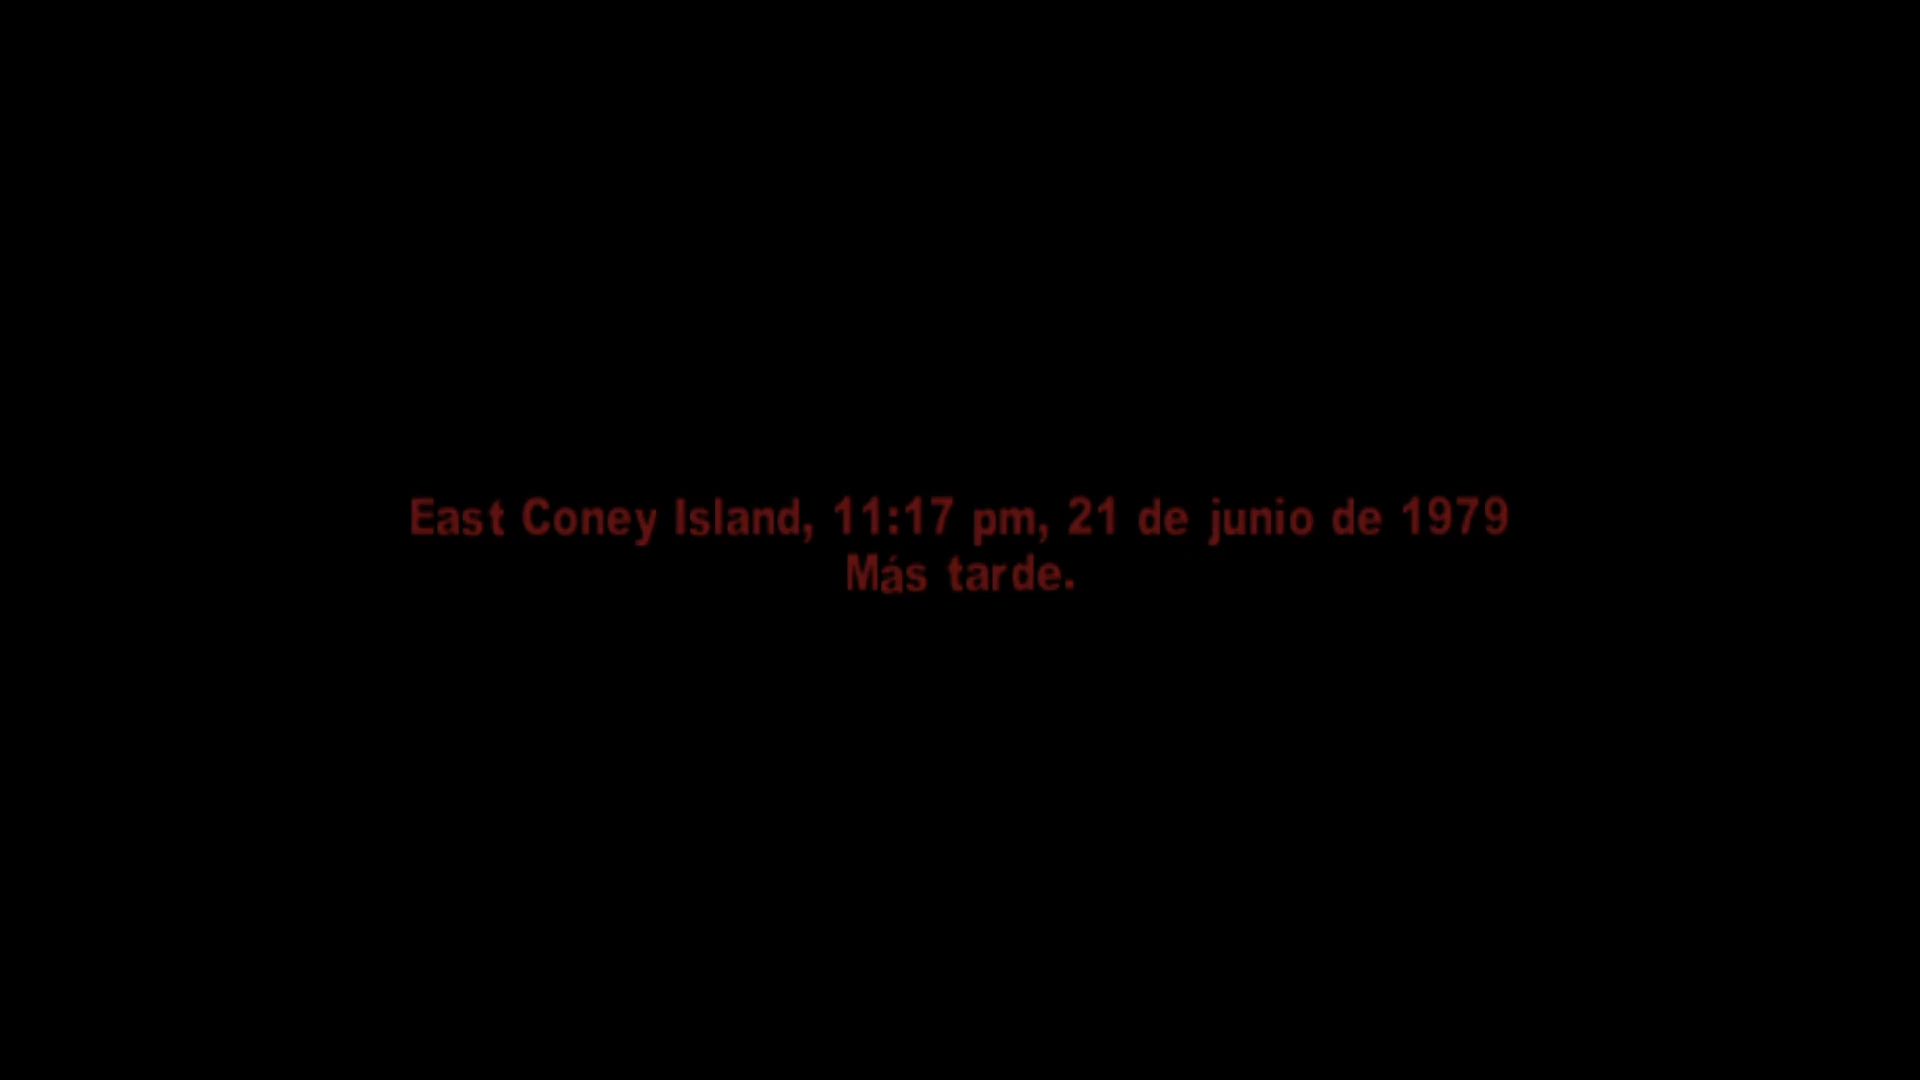 East Coney Island, 11:17 pm, 21 de junio de 1979
Más tarde.